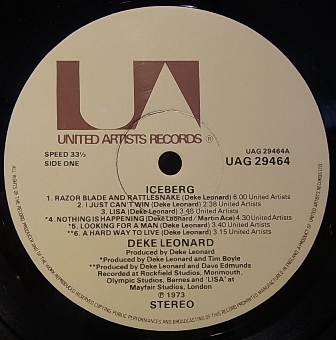 UA
UNITED ARTISTS RECORDS ®
SPEED 33⅓
SIDE ONE
UAG 29464A
UAG 29464
ICEBERG
1. RAZOR BLADE AND RATTLESNAKE (Deke Leonard) 6.00 United Artists
2. I JUST CAN'T WIN (Deke Leonard) 2.38 United Artists
3. LISA (Deke Leonard) 3.48 United Artists
4. NOTHING IS HAPPENING (Deke Leonard / Martin Ace) 4.30 United Artists
*5. LOOKING FOR A MAN (Deke Leonard) 3.40 United Artists
**6. A HARD WAY TO LIVE (Deke Leonard) 3.15 United Artists
DEKE LEONARD
Produced by Deke Leonard
*Produced by Deke Leonard and Tim Boyle
**Produced by Deke Leonard and Dave Edmunds
Recorded at Rockfield Studios, Monmouth,
Olympic Studios, Barnes and 'LISA' at
Mayfair Studios, London
℗ 1973
STEREO